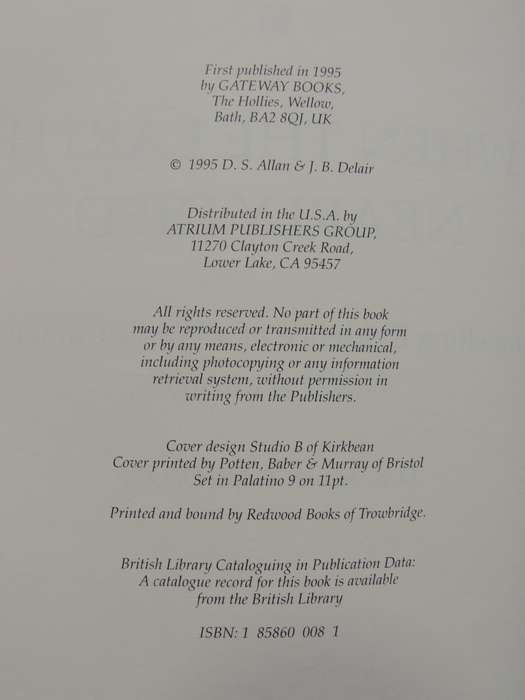 First published in 1995
by GATEWAY BOOKS,
The Hollies, Wellow,
Bath, BA2 8QJ, UK
© 1995 D. S. Allan & J. B. Delair
Distributed in the U.S.A. by
ATRIUM PUBLISHERS GROUP,
11270 Clayton Creek Road,
Lower Lake, CA 95457
All rights reserved. No part of this book
may be reproduced or transmitted in any form
or by any means, electronic or mechanical,
including photocopying or any information
retrieval system, without permission in
writing from the Publishers.
Cover design Studio B of Kirkbean
Cover printed by Potten, Baber & Murray of Bristol
Set in Palatino 9 on 11pt.
Printed and bound by Redwood Books of Trowbridge.
British Library Cataloguing in Publication Data:
A catalogue record for this book is available
from the British Library
ISBN: 1 85860 008 1